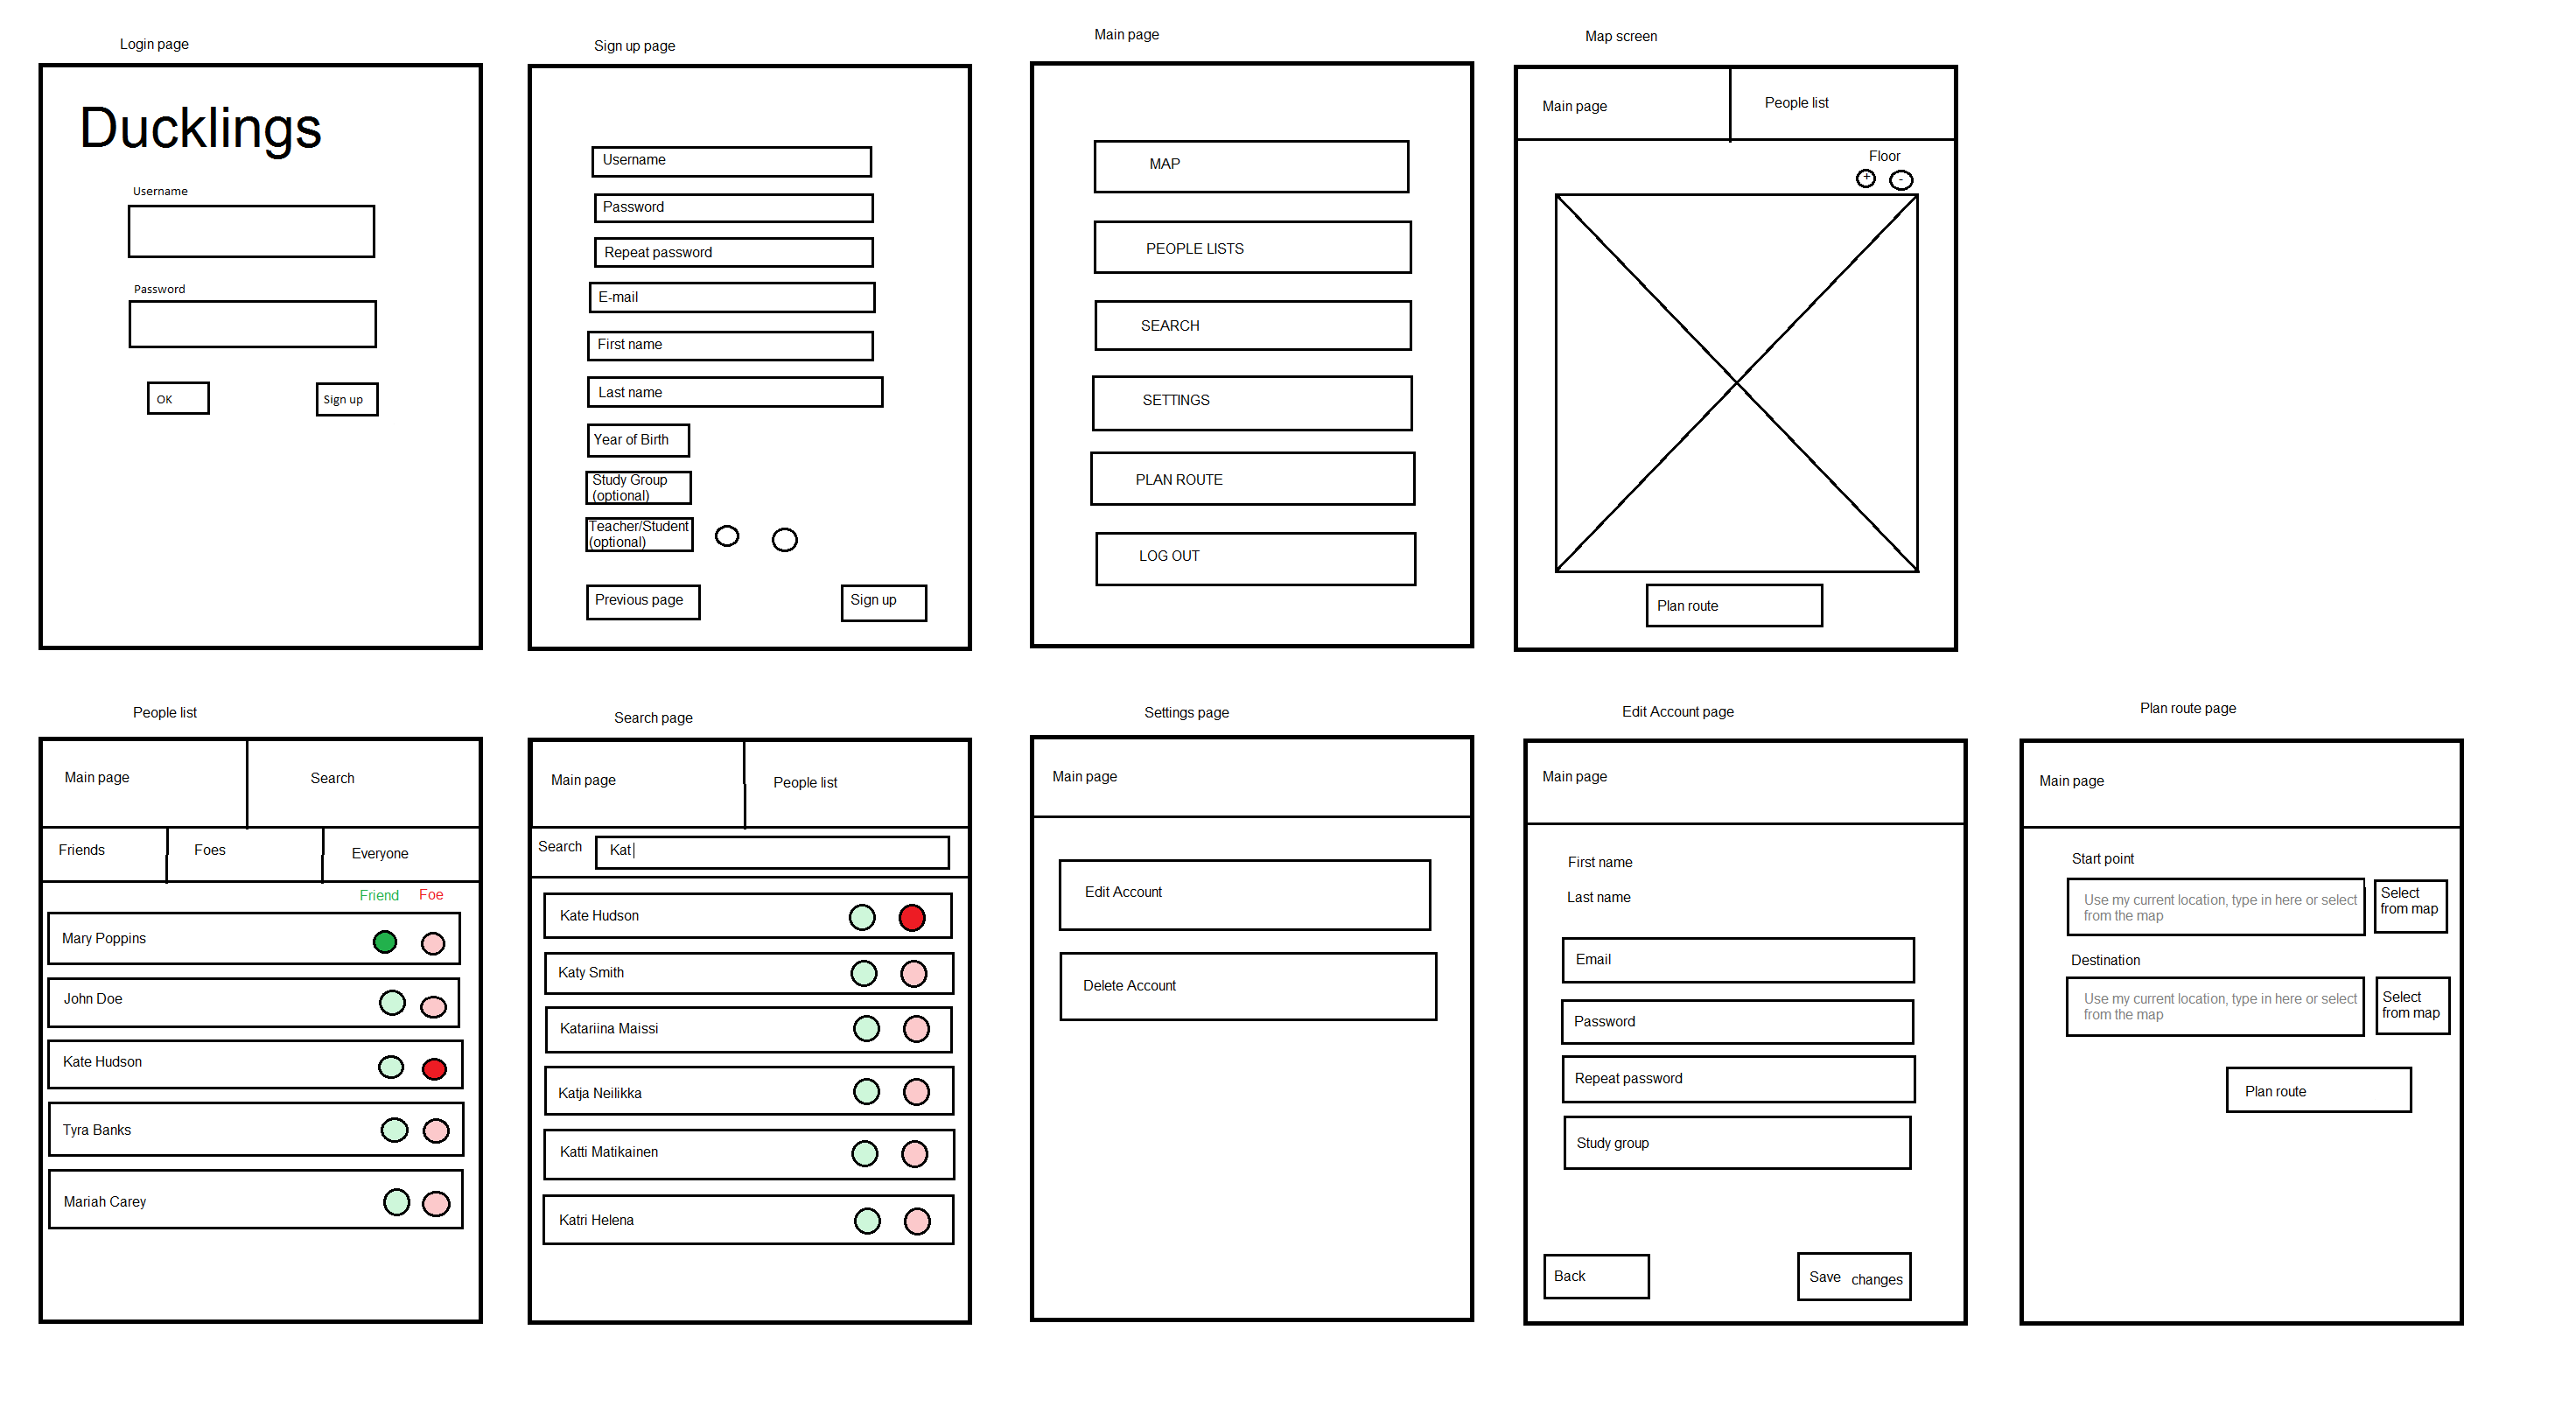 Login page
Ducklings
Username
Password
OK
Sign up
Sign up page
Username
Password
Repeat password
E-mail
First name
Last name
Year of Birth
Study Group
(optional)
Teacher/Student
(optional)
Previous page
Sign up
Main page
MAP
PEOPLE LISTS
SEARCH
SETTINGS
PLAN ROUTE
LOG OUT
Map screen
Main page
People list
Floor
+
-
Plan route
People list
Main page
Search
Friends
Foes
Everyone
Friend
Foe
Mary Poppins
John Doe
Kate Hudson
Tyra Banks
Mariah Carey
Search page
Main page
People list
Search
Kat|
Kate Hudson
Katy Smith
Katariina Maissi
Katja Neilikka
Katti Matikainen
Katri Helena
Settings page
Main page
Edit Account
Delete Account
Edit Account page
Main page
First name
Last name
Email
Password
Repeat password
Study group
Back
Save changes
Plan route page
Main page
Start point
Use my current location, type in here or select
from the map
Select
from map
Destination
Use my current location, type in here or select
from the map
Select
from map
Plan route